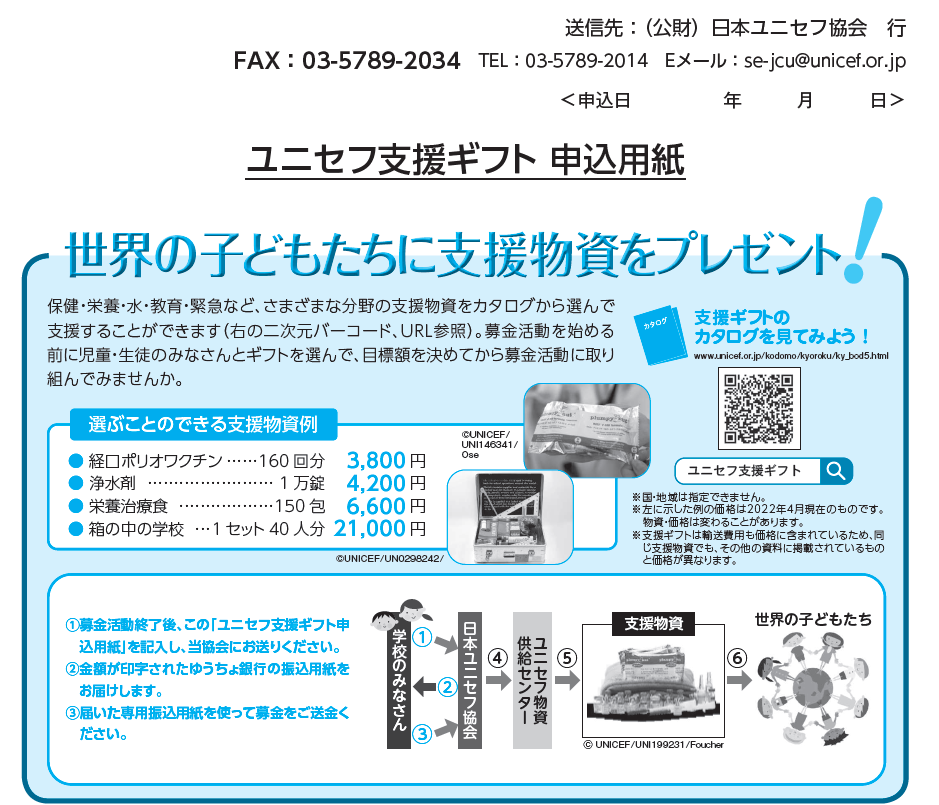 送信先：（公財）日本ユニセフ協会　行
FAX：03-5789-2034　TEL：03-5789-2014　Eメール：se-jcu@unicef.or.jp
＜申込日　　　　年　　　月　　　日＞
ユニセフ支援ギフト 申込用紙
世界の子どもたちに支援物資をプレゼント！
保健・栄養・水・教育・緊急など、さまざまな分野の支援物資をカタログから選んで
支援することができます（右の二次元バーコード、URL参照）。募金活動を始める
前に児童・生徒のみなさんとギフトを選んで、目標額を決めてから募金活動に取り
組んでみませんか。
カタログ
支援ギフトの
カタログを見てみよう！
www.unicef.or.jp/kodomo/kyoroku/ky_bod5.html
ユニセフ支援ギフト
選ぶことのできる支援物資例
● 経口ポリオワクチン ……160 回分 3,800 円
● 浄水剤 ………………… 1 万錠 4,200 円
● 栄養治療食 ………………150 包 6,600 円
● 箱の中の学校 …1 セット 40 人分 21,000 円
©UNICEF/
UNI146341/
Ose
©UNICEF/UN0298242/
※国・地域は指定できません。
※左に示した例の価格は2022年4月現在のものです。
物資・価格は変わることがあります。
※支援ギフトは輸送費用も価格に含まれているため、同
じ支援物資でも、その他の資料に掲載されているもの
と価格が異なります。
①募金活動終了後、この「ユニセフ支援ギフト申
込用紙」を記入し、当協会にお送りください。
②金額が印字されたゆうちょ銀行の振込用紙を
お届けします。
③届いた専用振込用紙を使って募金をご送金く
ださい。
学校のみなさん
①
②
③
日本ユニセフ協会
④
ユニセフ物資
供給センター
⑤
支援物資
© UNICEF/UNI199231/Foucher
⑥
世界の子どもたち